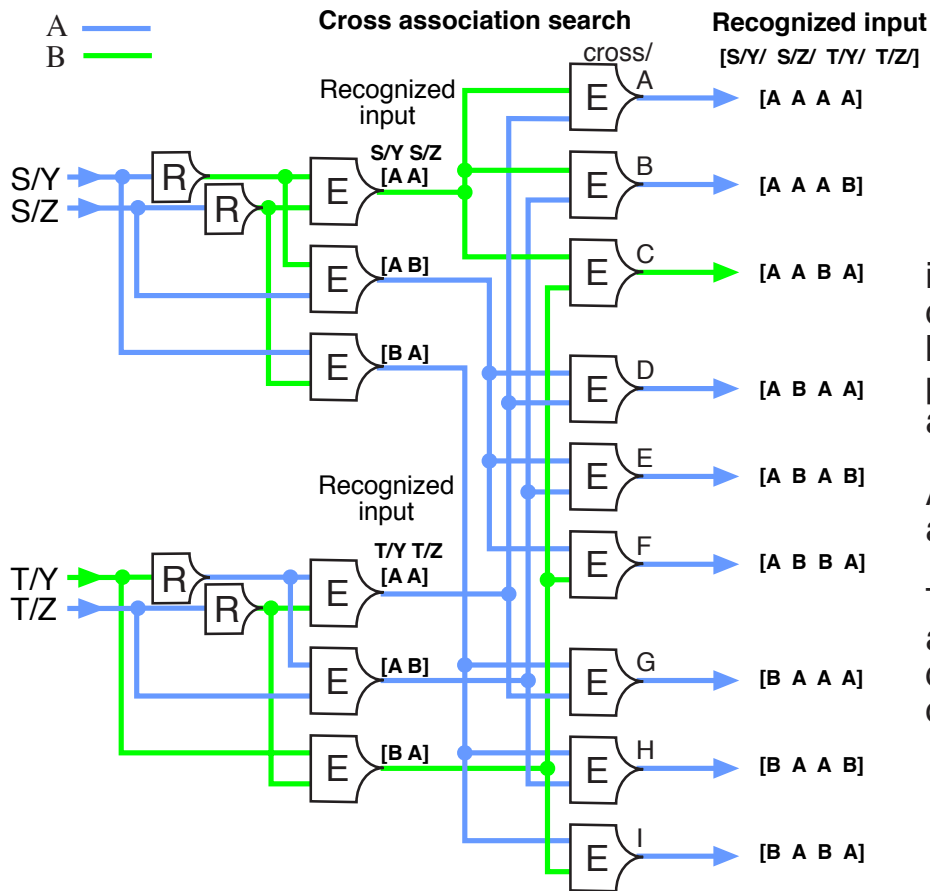 Cross association search
Recognized input
[S/Y/ S/Z/ T/Y/ T/Z/]
A
B
cross/
Recognized
input
S/Y S/Z
[A A]
S/Y
S/Z
R
R
E
[A B]
E
[B A]
E
Recognized
input
T/Y T/Z
[A A]
T/Y
T/Z
R
R
E
[A B]
E
[B A]
E
A
E
[A A A A]
B
E
[A A A B]
C
E
[A A B A]
D
E
[A B A A]
E
E
[A B A B]
F
E
[A B B A]
G
E
[B A A A]
H
E
[B A A B]
I
E
[B A B A]